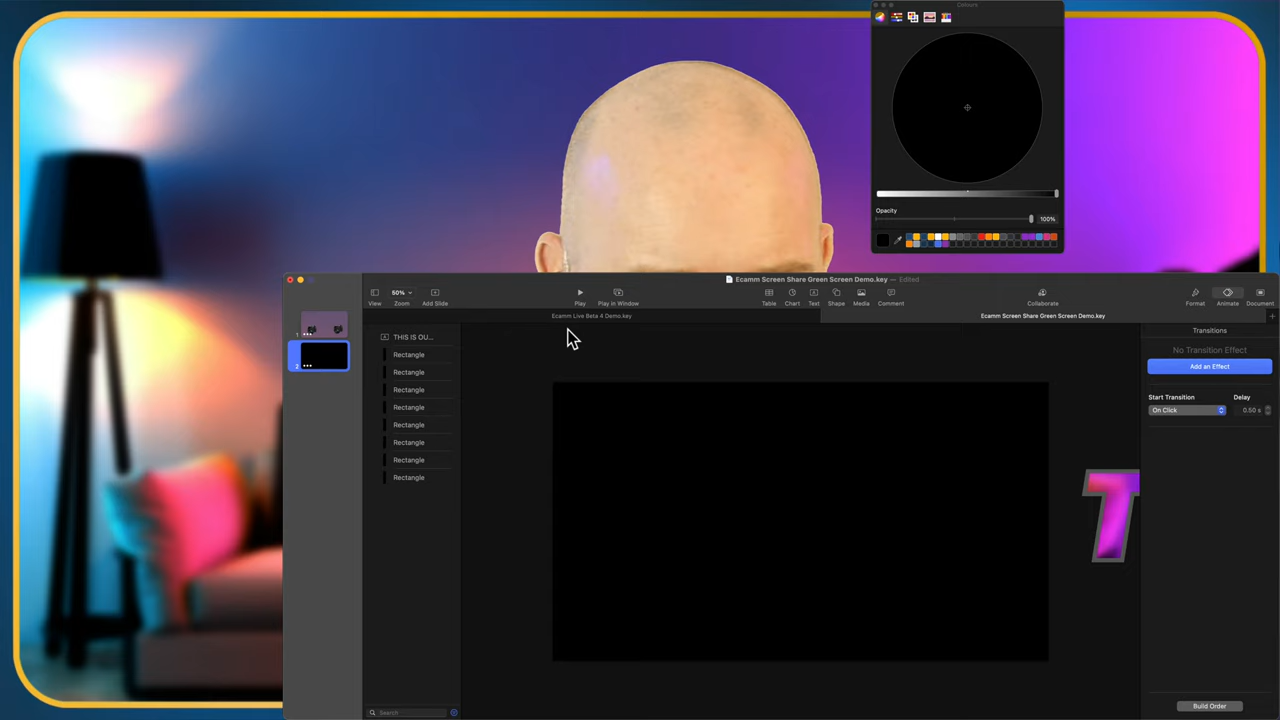 Colours
Opacity
100%
Ecamm Screen Share Green Screen Demo.key — Edited
50%
View
Zoom
Add Slide
Play
Play in Window
Table
Chart
Text
Shape
Media
Comment
Collaborate
Format
Animate
Document
Ecamm Live Beta 4 Demo.key
Ecamm Screen Share Green Screen Demo.key
1
2
THIS IS OU...
Rectangle
Rectangle
Rectangle
Rectangle
Rectangle
Rectangle
Rectangle
Rectangle
Search
T
Transitions
No Transition Effect
Add an Effect
Start Transition
Delay
On Click
0.50 s
Build Order